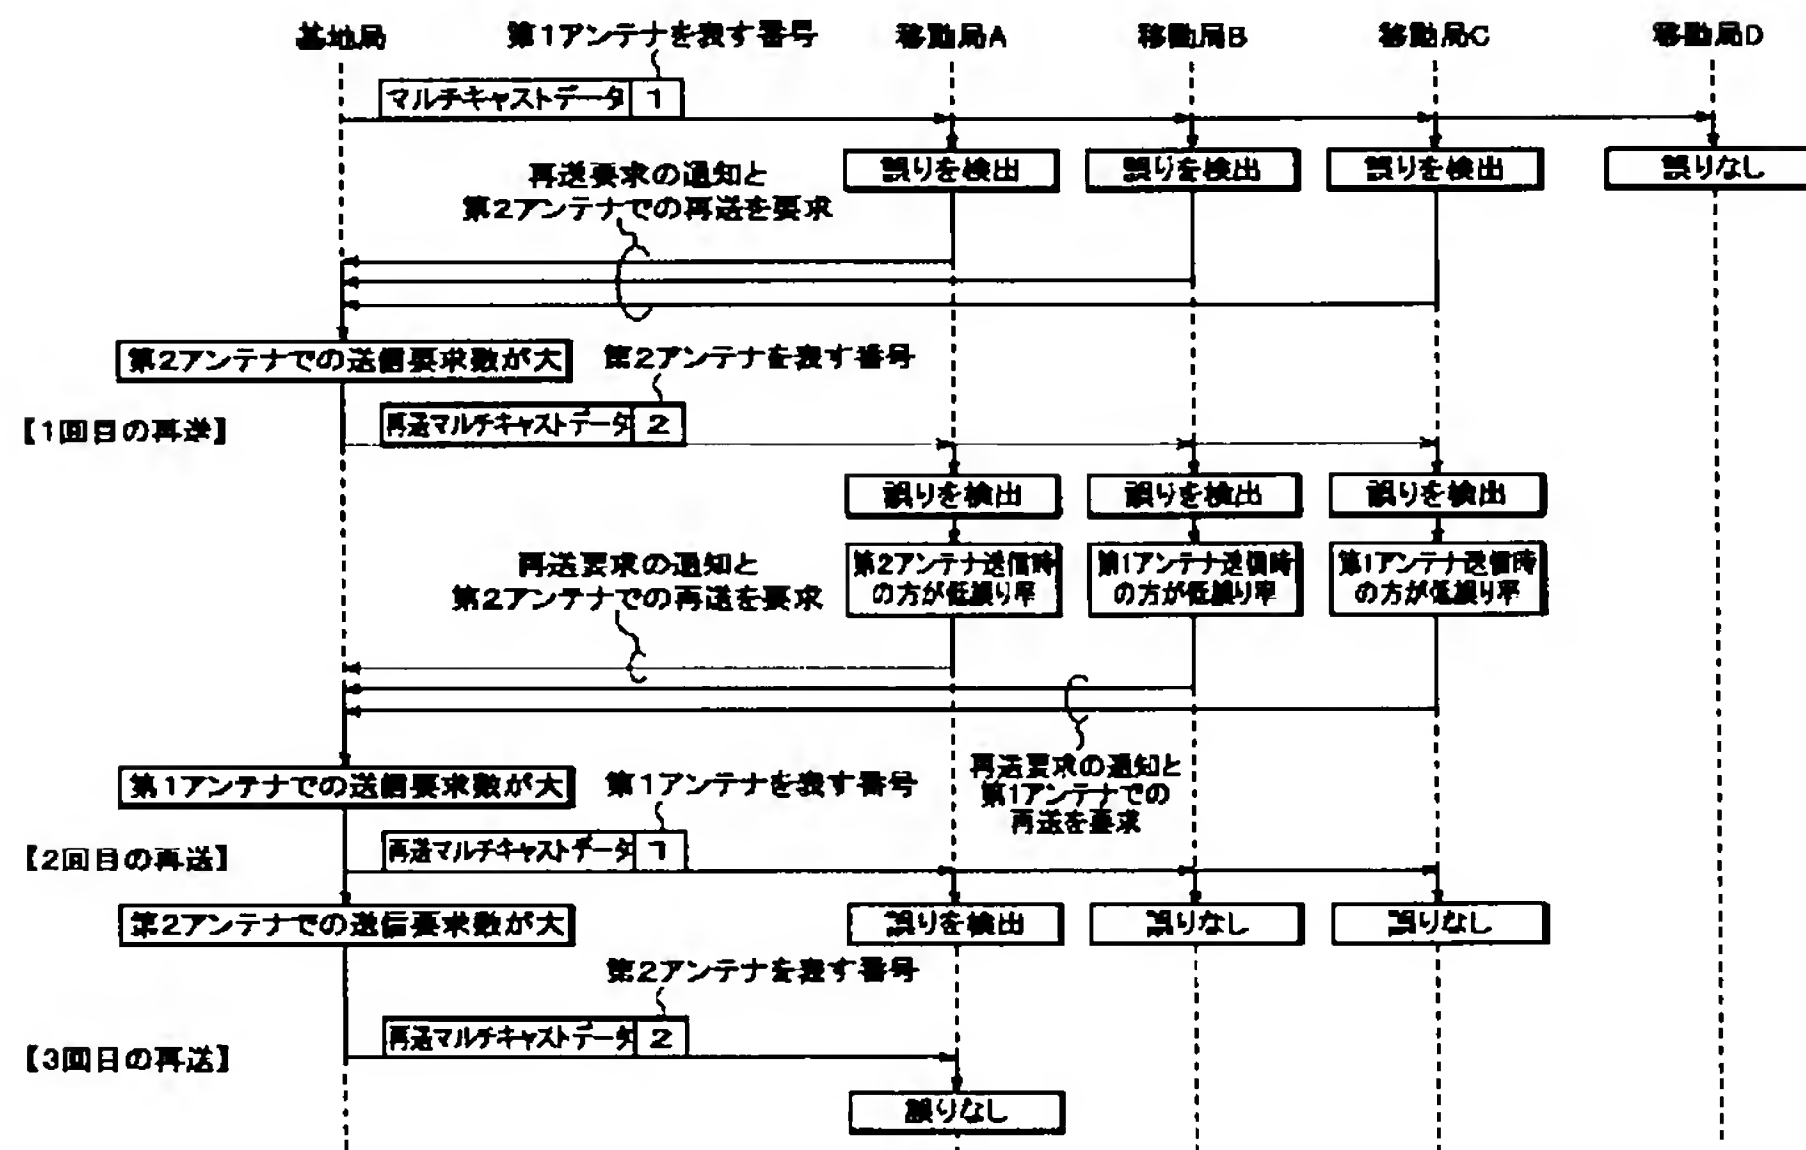 基地局
第1アンテナを表す番号
移動局A
移動局B
移動局C
移動局D
マルチキャストデータ 1
誤りを検出
誤りを検出
誤りを検出
誤りなし
再送要求の通知と
第2アンテナでの再送を要求
第2アンテナでの送信要求数が大
第2アンテナを表す番号
【1回目の再送】
再送マルチキャストデータ 2
誤りを検出
誤りを検出
誤りを検出
第2アンテナ送信時
の方が低誤り率
第1アンテナ送信時
の方が低誤り率
第1アンテナ送信時
の方が低誤り率
再送要求の通知と
第2アンテナでの再送を要求
再送要求の通知と
第1アンテナでの
再送を要求
第1アンテナでの送信要求数が大
第1アンテナを表す番号
【2回目の再送】
再送マルチキャストデータ 1
第2アンテナでの送信要求数が大
誤りを検出
誤りなし
誤りなし
第2アンテナを表す番号
【3回目の再送】
再送マルチキャストデータ 2
誤りなし